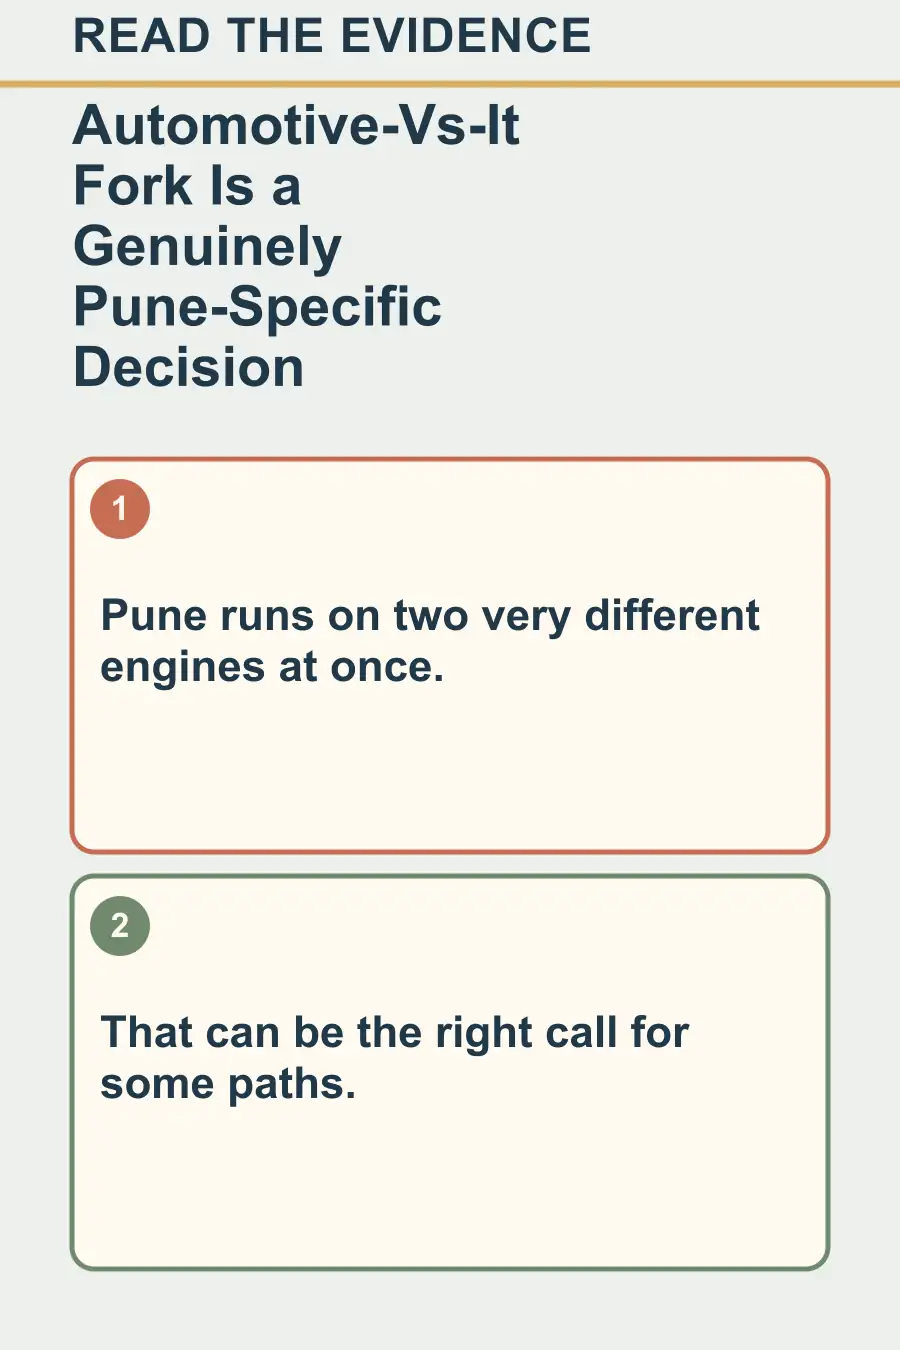 READ THE EVIDENCE
Automotive-Vs-It
Fork Is a
Genuinely
Pune-Specific
Decision
1
Pune runs on two very different
engines at once.
2
That can be the right call for
some paths.